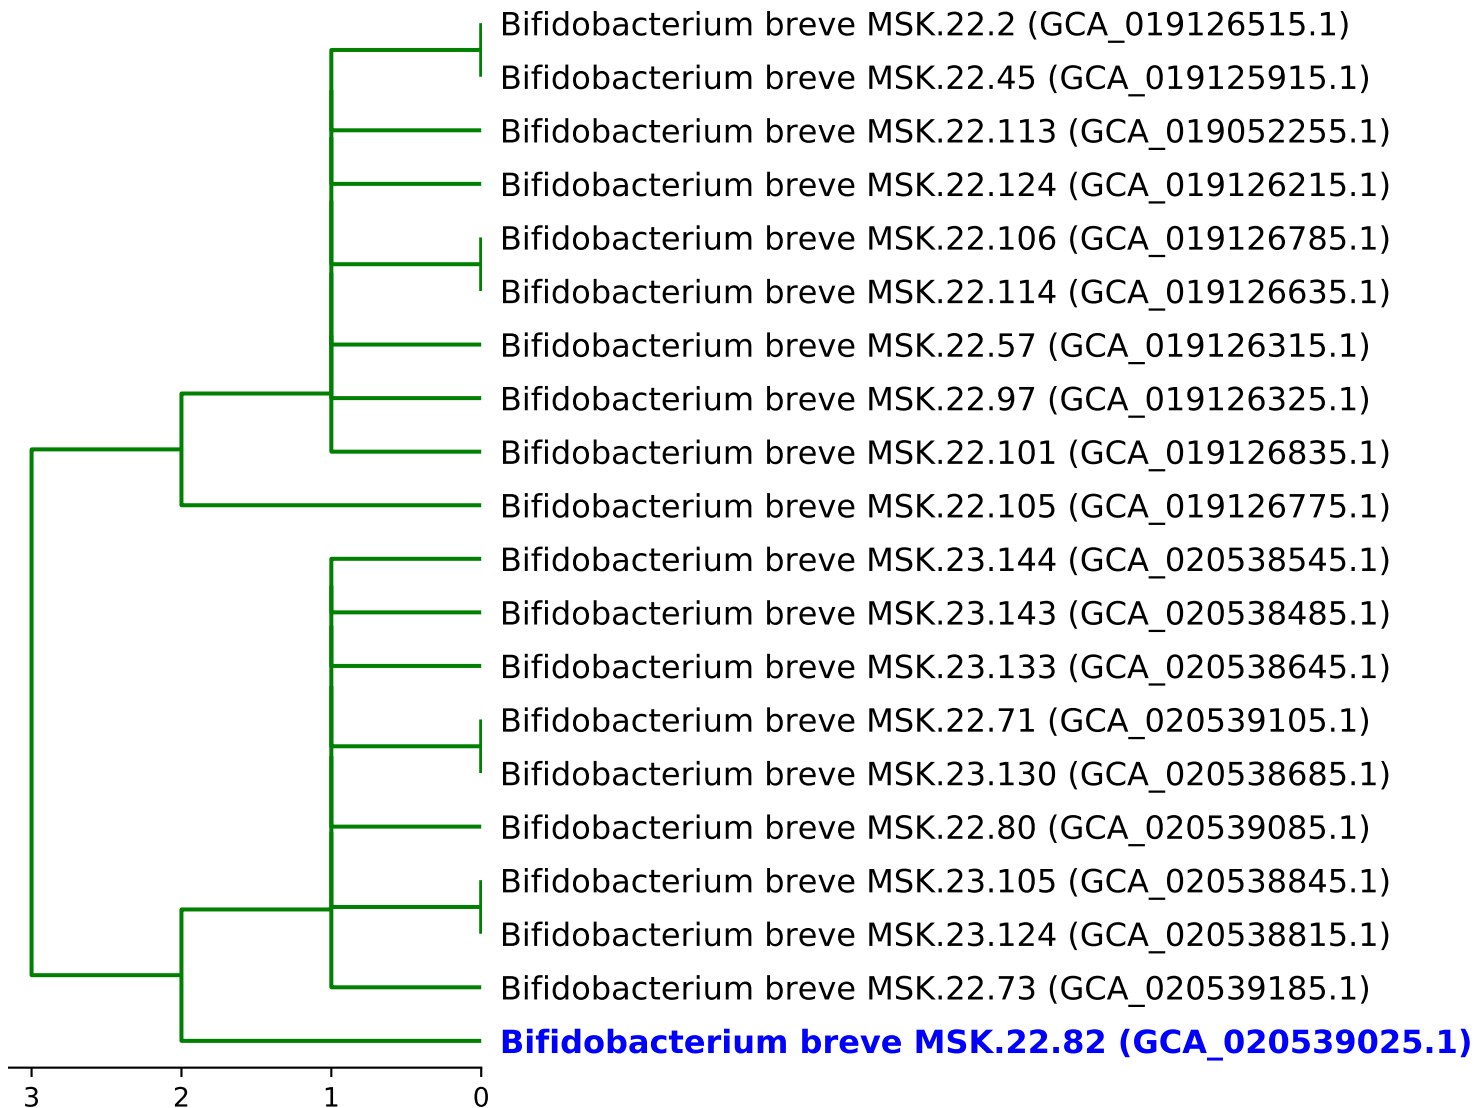 Bifidobacterium breve MSK.22.2 (GCA_019126515.1)
Bifidobacterium breve MSK.22.45 (GCA_019125915.1)
Bifidobacterium breve MSK.22.113 (GCA_019052255.1)
Bifidobacterium breve MSK.22.124 (GCA_019126215.1)
Bifidobacterium breve MSK.22.106 (GCA_019126785.1)
Bifidobacterium breve MSK.22.114 (GCA_019126635.1)
Bifidobacterium breve MSK.22.57 (GCA_019126315.1)
Bifidobacterium breve MSK.22.97 (GCA_019126325.1)
Bifidobacterium breve MSK.22.101 (GCA_019126835.1)
Bifidobacterium breve MSK.22.105 (GCA_019126775.1)
Bifidobacterium breve MSK.23.144 (GCA_020538545.1)
Bifidobacterium breve MSK.23.143 (GCA_020538485.1)
Bifidobacterium breve MSK.23.133 (GCA_020538645.1)
Bifidobacterium breve MSK.22.71 (GCA_020539105.1)
Bifidobacterium breve MSK.23.130 (GCA_020538685.1)
Bifidobacterium breve MSK.22.80 (GCA_020539085.1)
Bifidobacterium breve MSK.23.105 (GCA_020538845.1)
Bifidobacterium breve MSK.23.124 (GCA_020538815.1)
Bifidobacterium breve MSK.22.73 (GCA_020539185.1)
Bifidobacterium breve MSK.22.82 (GCA_020539025.1)
3 2 1 0